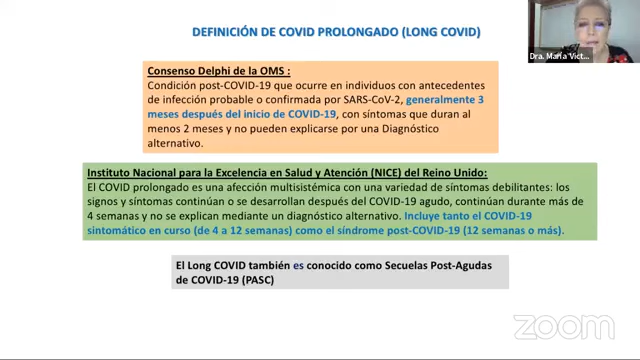 DEFINICIÓN DE COVID PROLONGADO (LONG COVID)
Dra. María Vict...
Consenso Delphi de la OMS :
Condición post-COVID-19 que ocurre en individuos con antecedentes
de infección probable o confirmada por SARS-CoV-2, generalmente 3
meses después del inicio de COVID-19, con síntomas que duran al
menos 2 meses y no pueden explicarse por una Diagnóstico
alternativo.
Instituto Nacional para la Excelencia en Salud y Atención (NICE) del Reino Unido:
El COVID prolongado es una afección multisistémica con una variedad de síntomas debilitantes: los
signos y síntomas continúan o se desarrollan después del COVID-19 agudo, continúan durante más de
4 semanas y no se explican mediante un diagnóstico alternativo. Incluye tanto el COVID-19
sintomático en curso (de 4 a 12 semanas) como el síndrome post-COVID-19 (12 semanas o más).
El Long COVID también es conocido como Secuelas Post-Agudas
de COVID-19 (PASC)
zoom